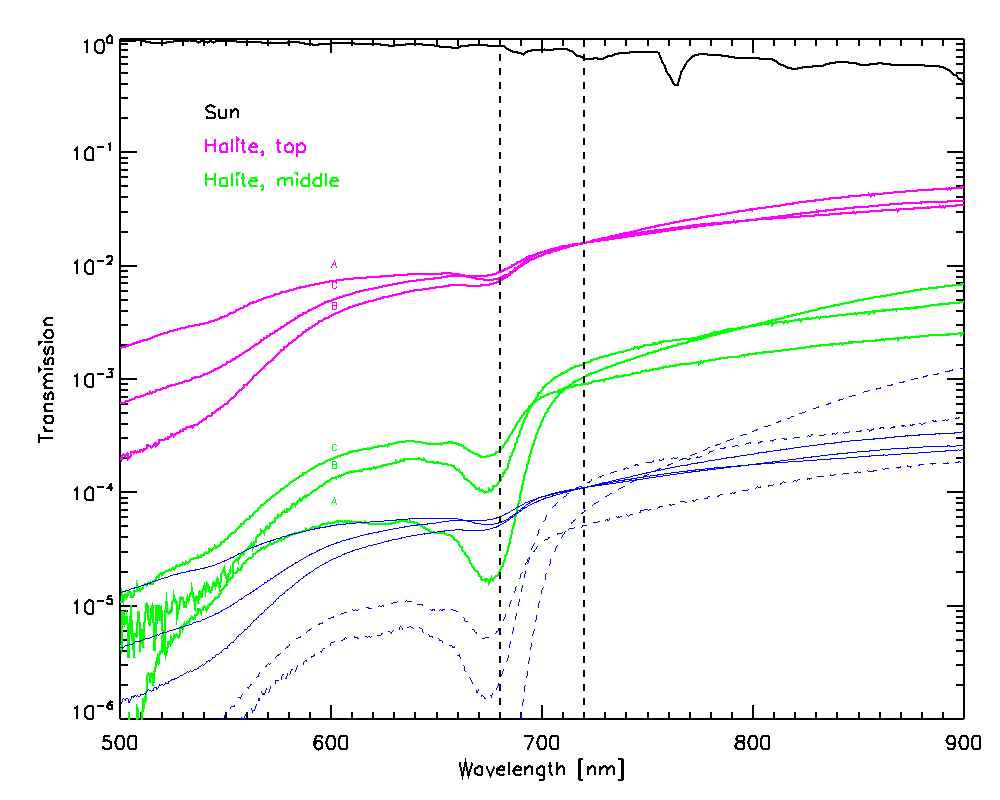 10⁰
Sun
Halite, top
10⁻¹
Halite, middle
A
10⁻²
C
B
Transmission
10⁻³
C
B
A
10⁻⁴
10⁻⁵
10⁻⁶
500 600 700 800 900
Wavelength [nm]